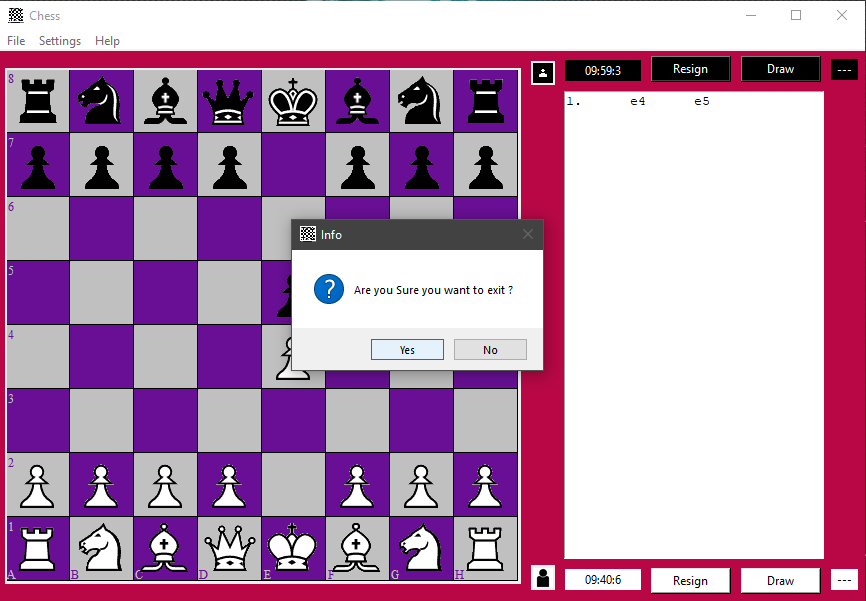 Chess
File Settings Help
09:59:3 Resign Draw ---
1. e4 e5
8
7
6
5
4
3
2
1
A B C D E F G H
Info
Are you Sure you want to exit ?
Yes No
09:40:6 Resign Draw ---